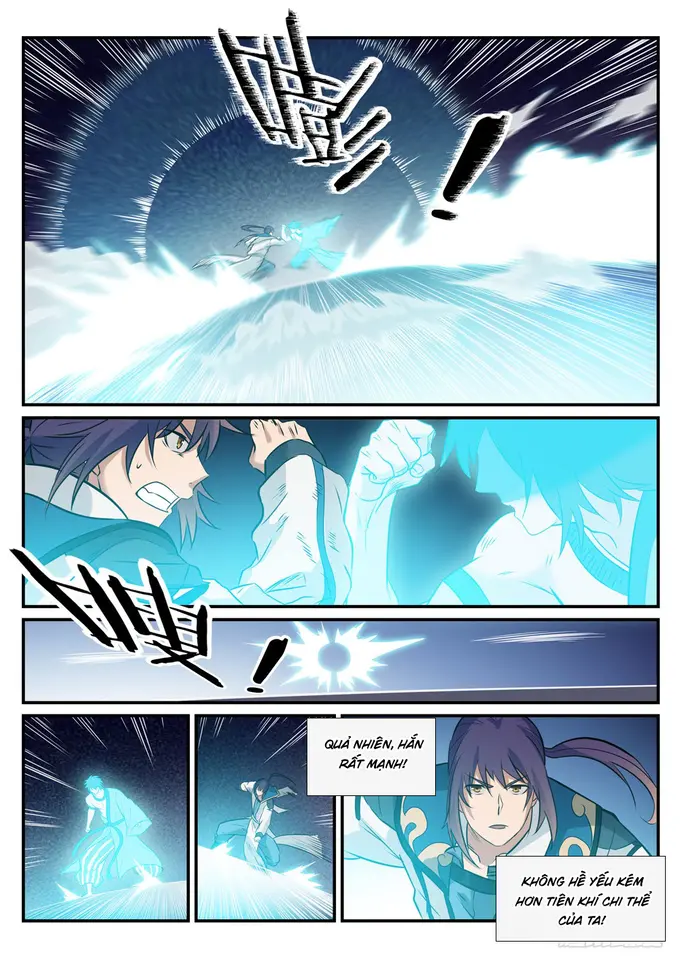 !
!
QUẢ NHIÊN, HẮN
RẤT MẠNH!
KHÔNG HỀ YẾU KÉM
HƠN TIÊN KHÍ CHI THỂ
CỦA TA!